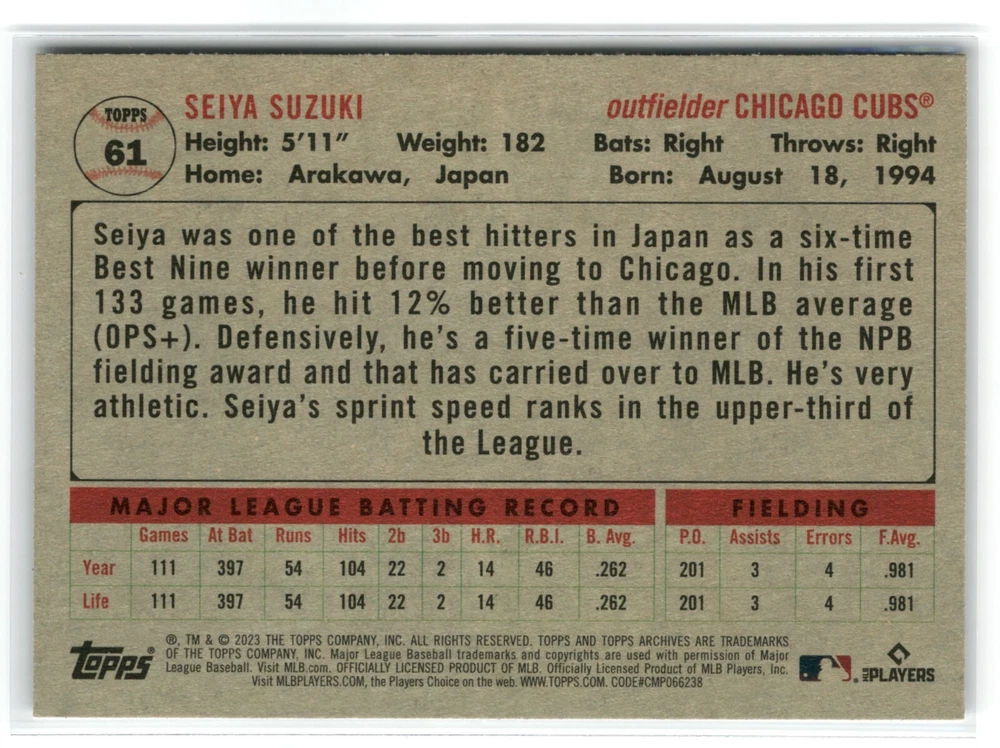 TOPPS
61
SEIYA SUZUKI
outfielder CHICAGO CUBS®
Height: 5'11" Weight: 182 Bats: Right Throws: Right
Home: Arakawa, Japan Born: August 18, 1994
Seiya was one of the best hitters in Japan as a six-time
Best Nine winner before moving to Chicago. In his first
133 games, he hit 12% better than the MLB average
(OPS+). Defensively, he's a five-time winner of the NPB
fielding award and that has carried over to MLB. He's very
athletic. Seiya's sprint speed ranks in the upper-third of
the League.
MAJOR LEAGUE BATTING RECORD FIELDING
Games At Bat Runs Hits 2b 3b H.R. R.B.I. B. Avg. P.O. Assists Errors F.Avg.
Year 111 397 54 104 22 2 14 46 .262 201 3 4 .981
Life 111 397 54 104 22 2 14 46 .262 201 3 4 .981
topps®
®, TM & © 2023 THE TOPPS COMPANY, INC. ALL RIGHTS RESERVED. TOPPS AND TOPPS ARCHIVES ARE TRADEMARKS
OF THE TOPPS COMPANY, INC. Major League Baseball trademarks and copyrights are used with permission of Major
League Baseball. Visit MLB.com. OFFICIALLY LICENSED PRODUCT OF MLB. Officially Licensed Product of MLB Players, Inc.
Visit MLBPLAYERS.COM, the Players Choice on the web. WWW.TOPPS.COM. CODE#CMP066238
MLB PLAYERS